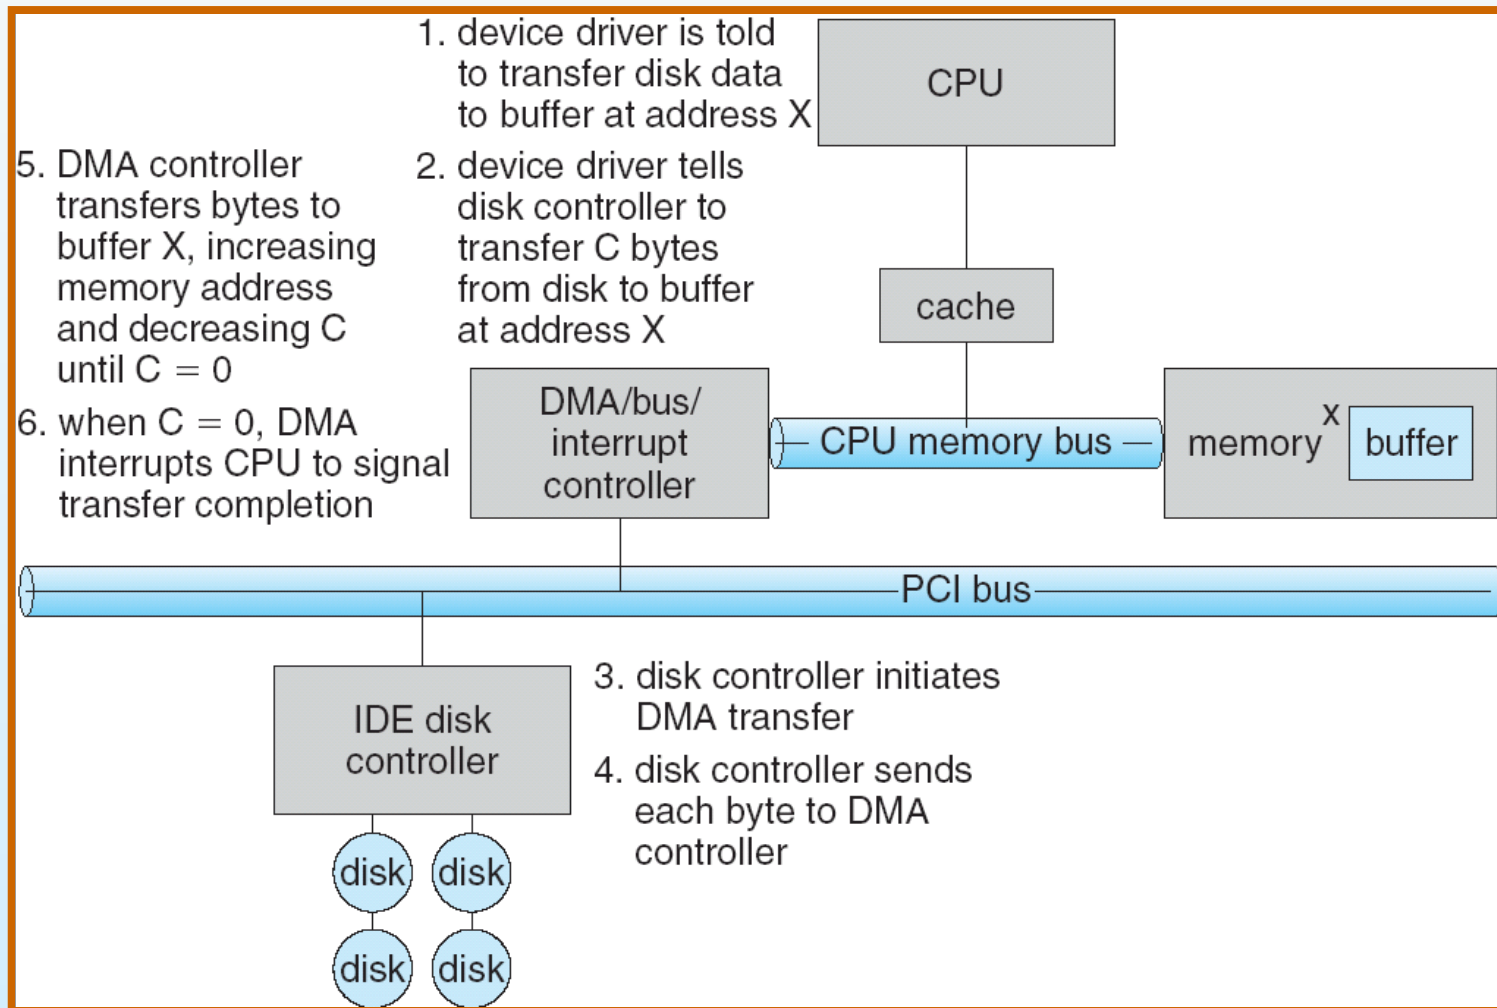 1. device driver is told
to transfer disk data
to buffer at address X
CPU
5. DMA controller
transfers bytes to
buffer X, increasing
memory address
and decreasing C
until C = 0
2. device driver tells
disk controller to
transfer C bytes
from disk to buffer
at address X
cache
6. when C = 0, DMA
interrupts CPU to signal
transfer completion
DMA/bus/
interrupt
controller
CPU memory bus
memory
X
buffer
PCI bus
IDE disk
controller
3. disk controller initiates
DMA transfer
4. disk controller sends
each byte to DMA
controller
disk
disk
disk
disk